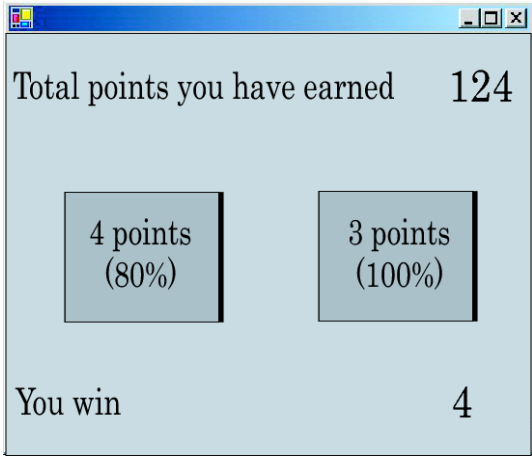 Total points you have earned 124
4 points
(80%)
3 points
(100%)
You win 4